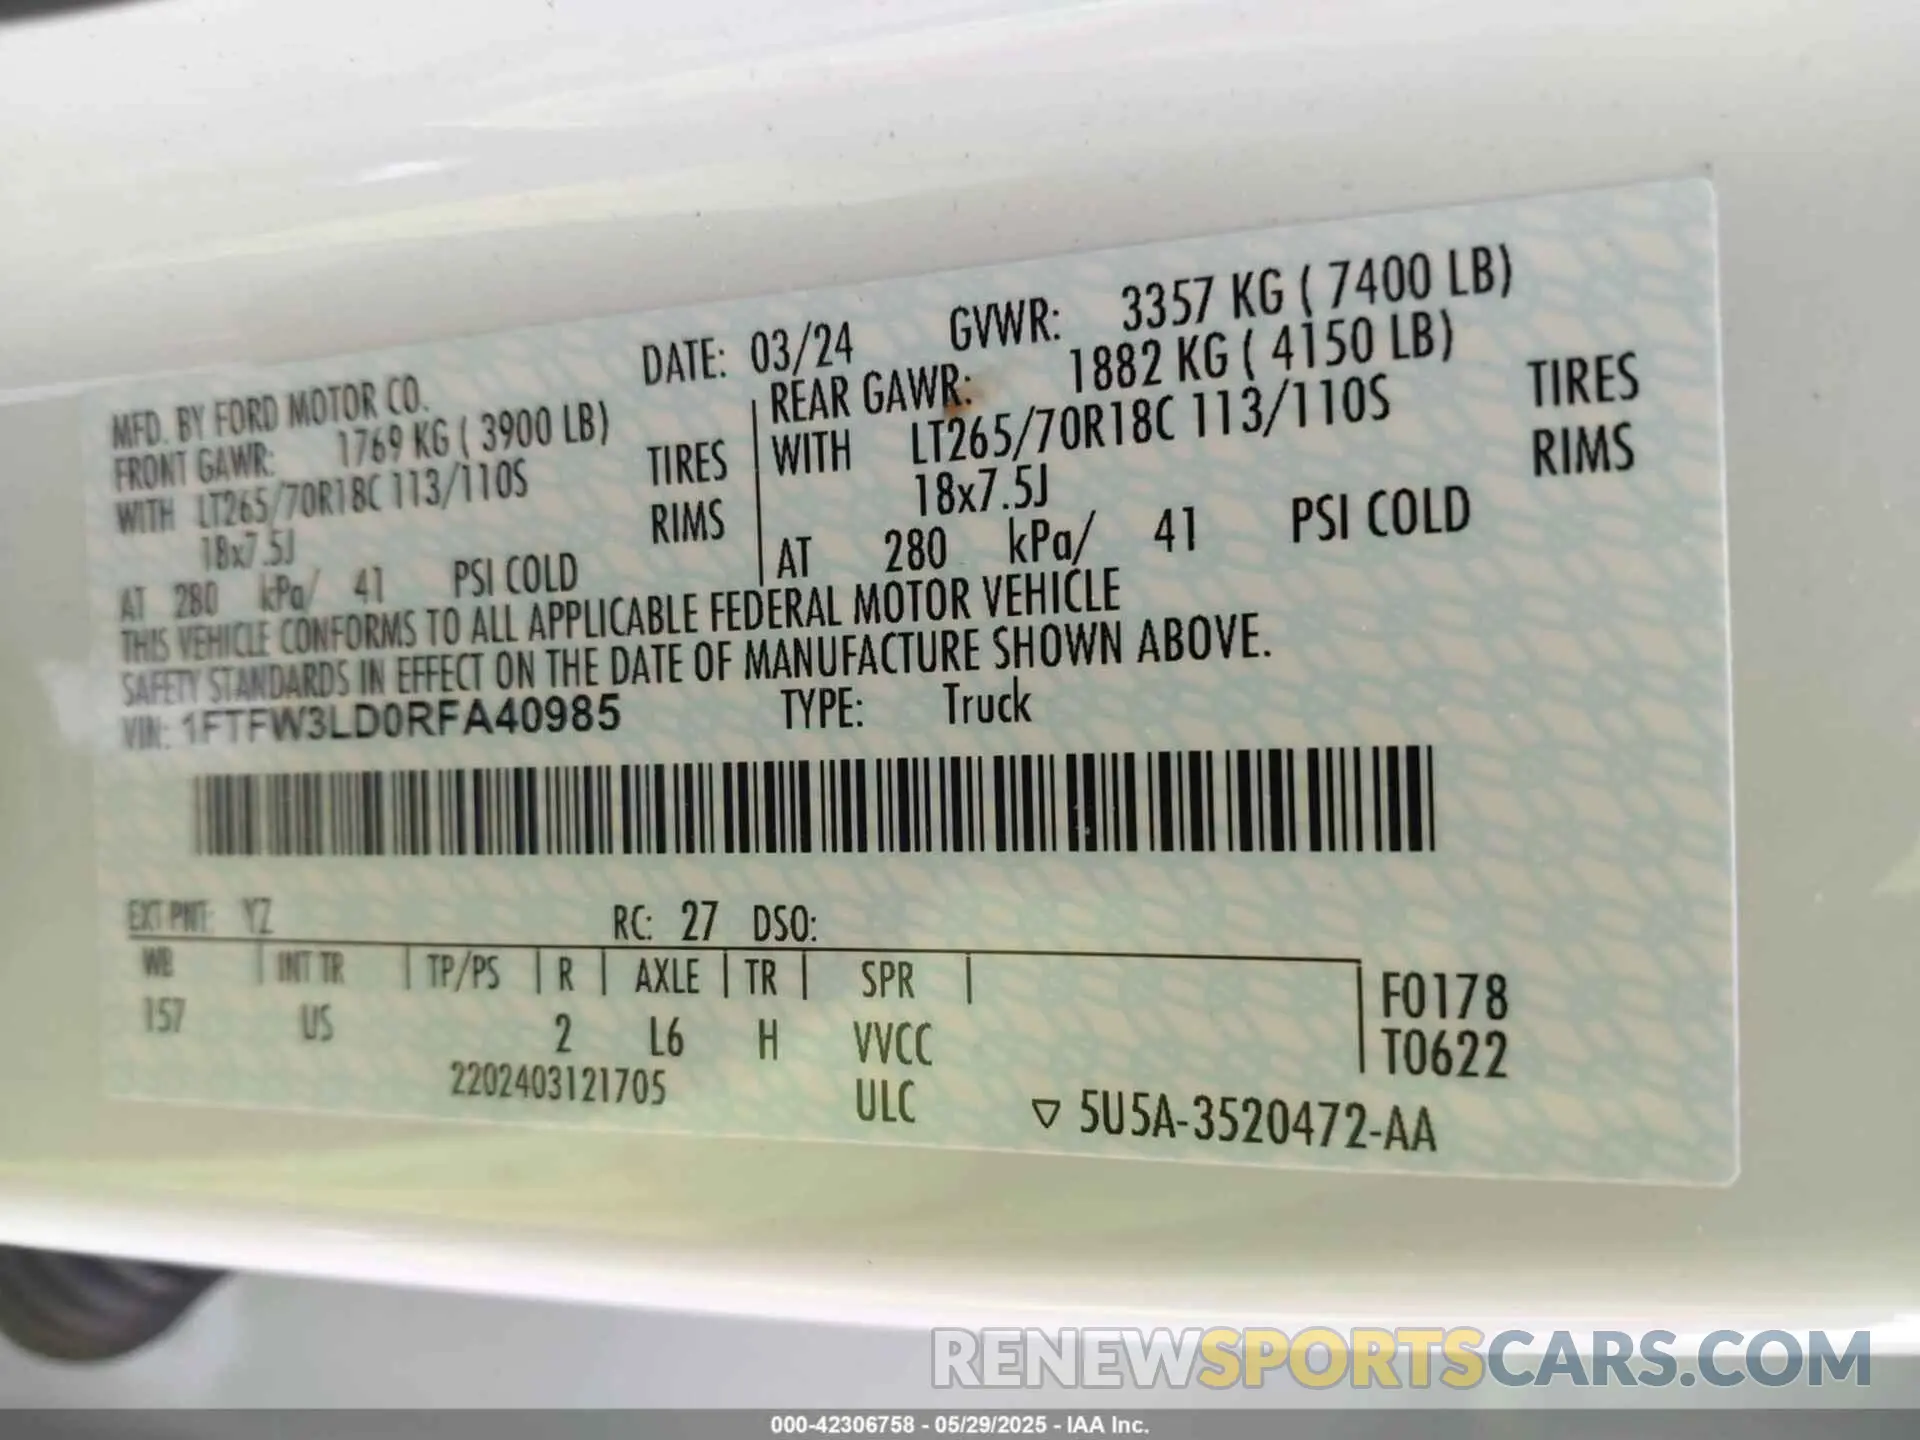 MFD. BY FORD MOTOR CO.
DATE: 03/24
GVWR: 3357 KG ( 7400 LB)
FRONT GAWR: 1769 KG ( 3900 LB)
WITH LT265/70R18C 113/110S TIRES
18x7.5J RIMS
AT 280 kPa/ 41 PSI COLD
REAR GAWR: 1882 KG ( 4150 LB)
WITH LT265/70R18C 113/110S TIRES
18x7.5J RIMS
AT 280 kPa/ 41 PSI COLD
THIS VEHICLE CONFORMS TO ALL APPLICABLE FEDERAL MOTOR VEHICLE
SAFETY STANDARDS IN EFFECT ON THE DATE OF MANUFACTURE SHOWN ABOVE.
VIN: 1FTFW3LD0RFA40985 TYPE: Truck
EXT PNT: YZ RC: 27 DSO:
WB INT TR TP/PS R AXLE TR SPR
157 US 2 L6 H VVCC
F0178
T0622
2202403121705 ULC ▽ 5U5A-3520472-AA
RENEWSPORTSCARS.COM
000-42306758 - 05/29/2025 - IAA Inc.